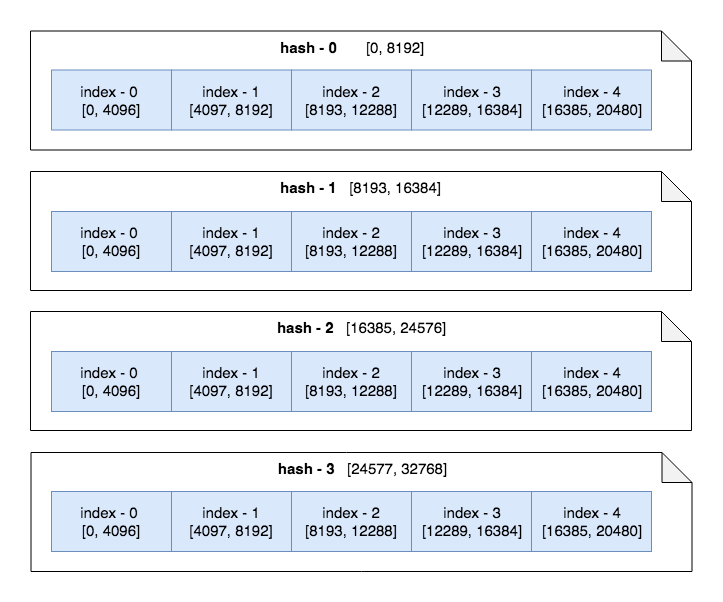 hash - 0 [0, 8192]
index - 0 index - 1 index - 2 index - 3 index - 4
[0, 4096] [4097, 8192] [8193, 12288] [12289, 16384] [16385, 20480]
hash - 1 [8193, 16384]
index - 0 index - 1 index - 2 index - 3 index - 4
[0, 4096] [4097, 8192] [8193, 12288] [12289, 16384] [16385, 20480]
hash - 2 [16385, 24576]
index - 0 index - 1 index - 2 index - 3 index - 4
[0, 4096] [4097, 8192] [8193, 12288] [12289, 16384] [16385, 20480]
hash - 3 [24577, 32768]
index - 0 index - 1 index - 2 index - 3 index - 4
[0, 4096] [4097, 8192] [8193, 12288] [12289, 16384] [16385, 20480]